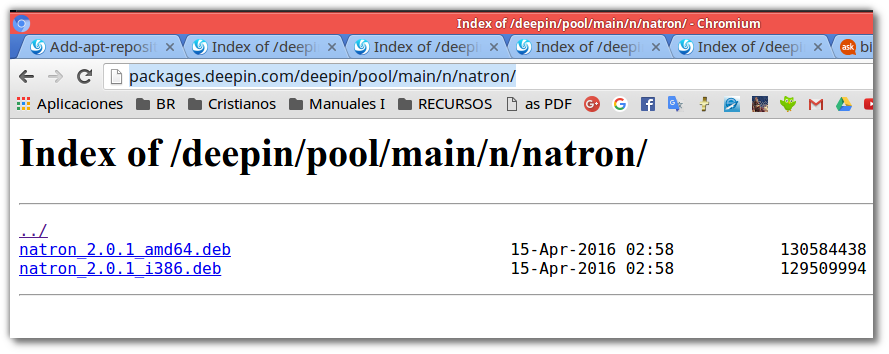 Index of /deepin/pool/main/n/natron/ - Chromium
Add-apt-reposi Index of /deepi Index of /deepi Index of /deepi Index of /deepi ask bi
packages.deepin.com/deepin/pool/main/n/natron/
Aplicaciones BR Cristianos Manuales I RECURSOS as PDF
Index of /deepin/pool/main/n/natron/
../
natron_2.0.1_amd64.deb 15-Apr-2016 02:58 130584438
natron_2.0.1_i386.deb 15-Apr-2016 02:58 129509994